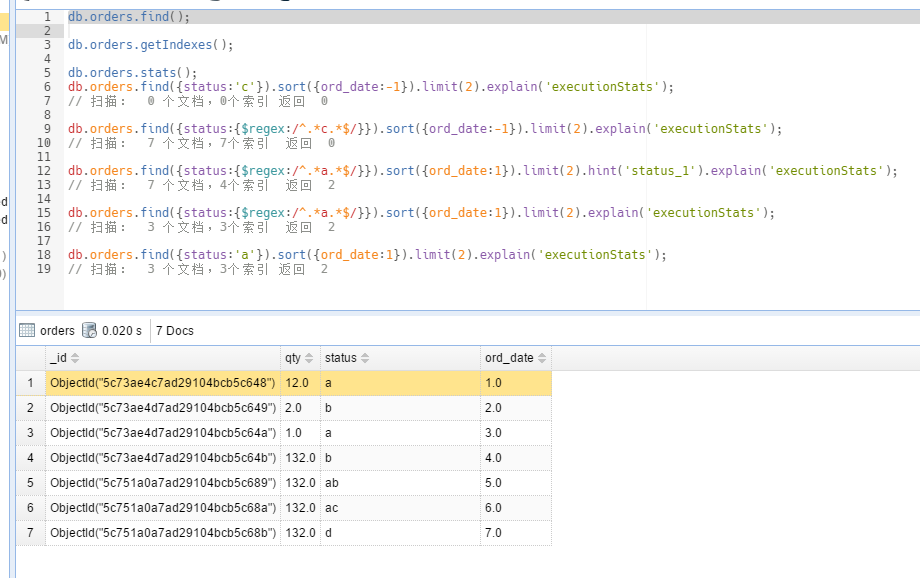 1 db.orders.find();
2
3 db.orders.getIndexes();
4
5 db.orders.stats();
6 db.orders.find({status:'c'}).sort({ord_date:-1}).limit(2).explain('executionStats');
7 // 扫描： 0 个文档，0个索引 返回 0
8
9 db.orders.find({status:{$regex:/^.*c.*$/}}).sort({ord_date:-1}).limit(2).explain('executionStats');
10 // 扫描： 7 个文档，7个索引 返回 0
11
12 db.orders.find({status:{$regex:/^.*a.*$/}}).sort({ord_date:1}).limit(2).hint('status_1').explain('executionStats');
13 // 扫描： 7 个文档，4个索引 返回 2
14
15 db.orders.find({status:{$regex:/^.*a.*$/}}).sort({ord_date:1}).limit(2).explain('executionStats');
16 // 扫描： 3 个文档，3个索引 返回 2
17
18 db.orders.find({status:'a'}).sort({ord_date:1}).limit(2).explain('executionStats');
19 // 扫描： 3 个文档，3个索引 返回 2
orders 0.020 s 7 Docs
_id qty status ord_date
1 ObjectId("5c73ae4c7ad29104bcb5c648") 12.0 a 1.0
2 ObjectId("5c73ae4d7ad29104bcb5c649") 2.0 b 2.0
3 ObjectId("5c73ae4d7ad29104bcb5c64a") 1.0 a 3.0
4 ObjectId("5c73ae4d7ad29104bcb5c64b") 132.0 b 4.0
5 ObjectId("5c751a0a7ad29104bcb5c689") 132.0 ab 5.0
6 ObjectId("5c751a0a7ad29104bcb5c68a") 132.0 ac 6.0
7 ObjectId("5c751a0a7ad29104bcb5c68b") 132.0 d 7.0